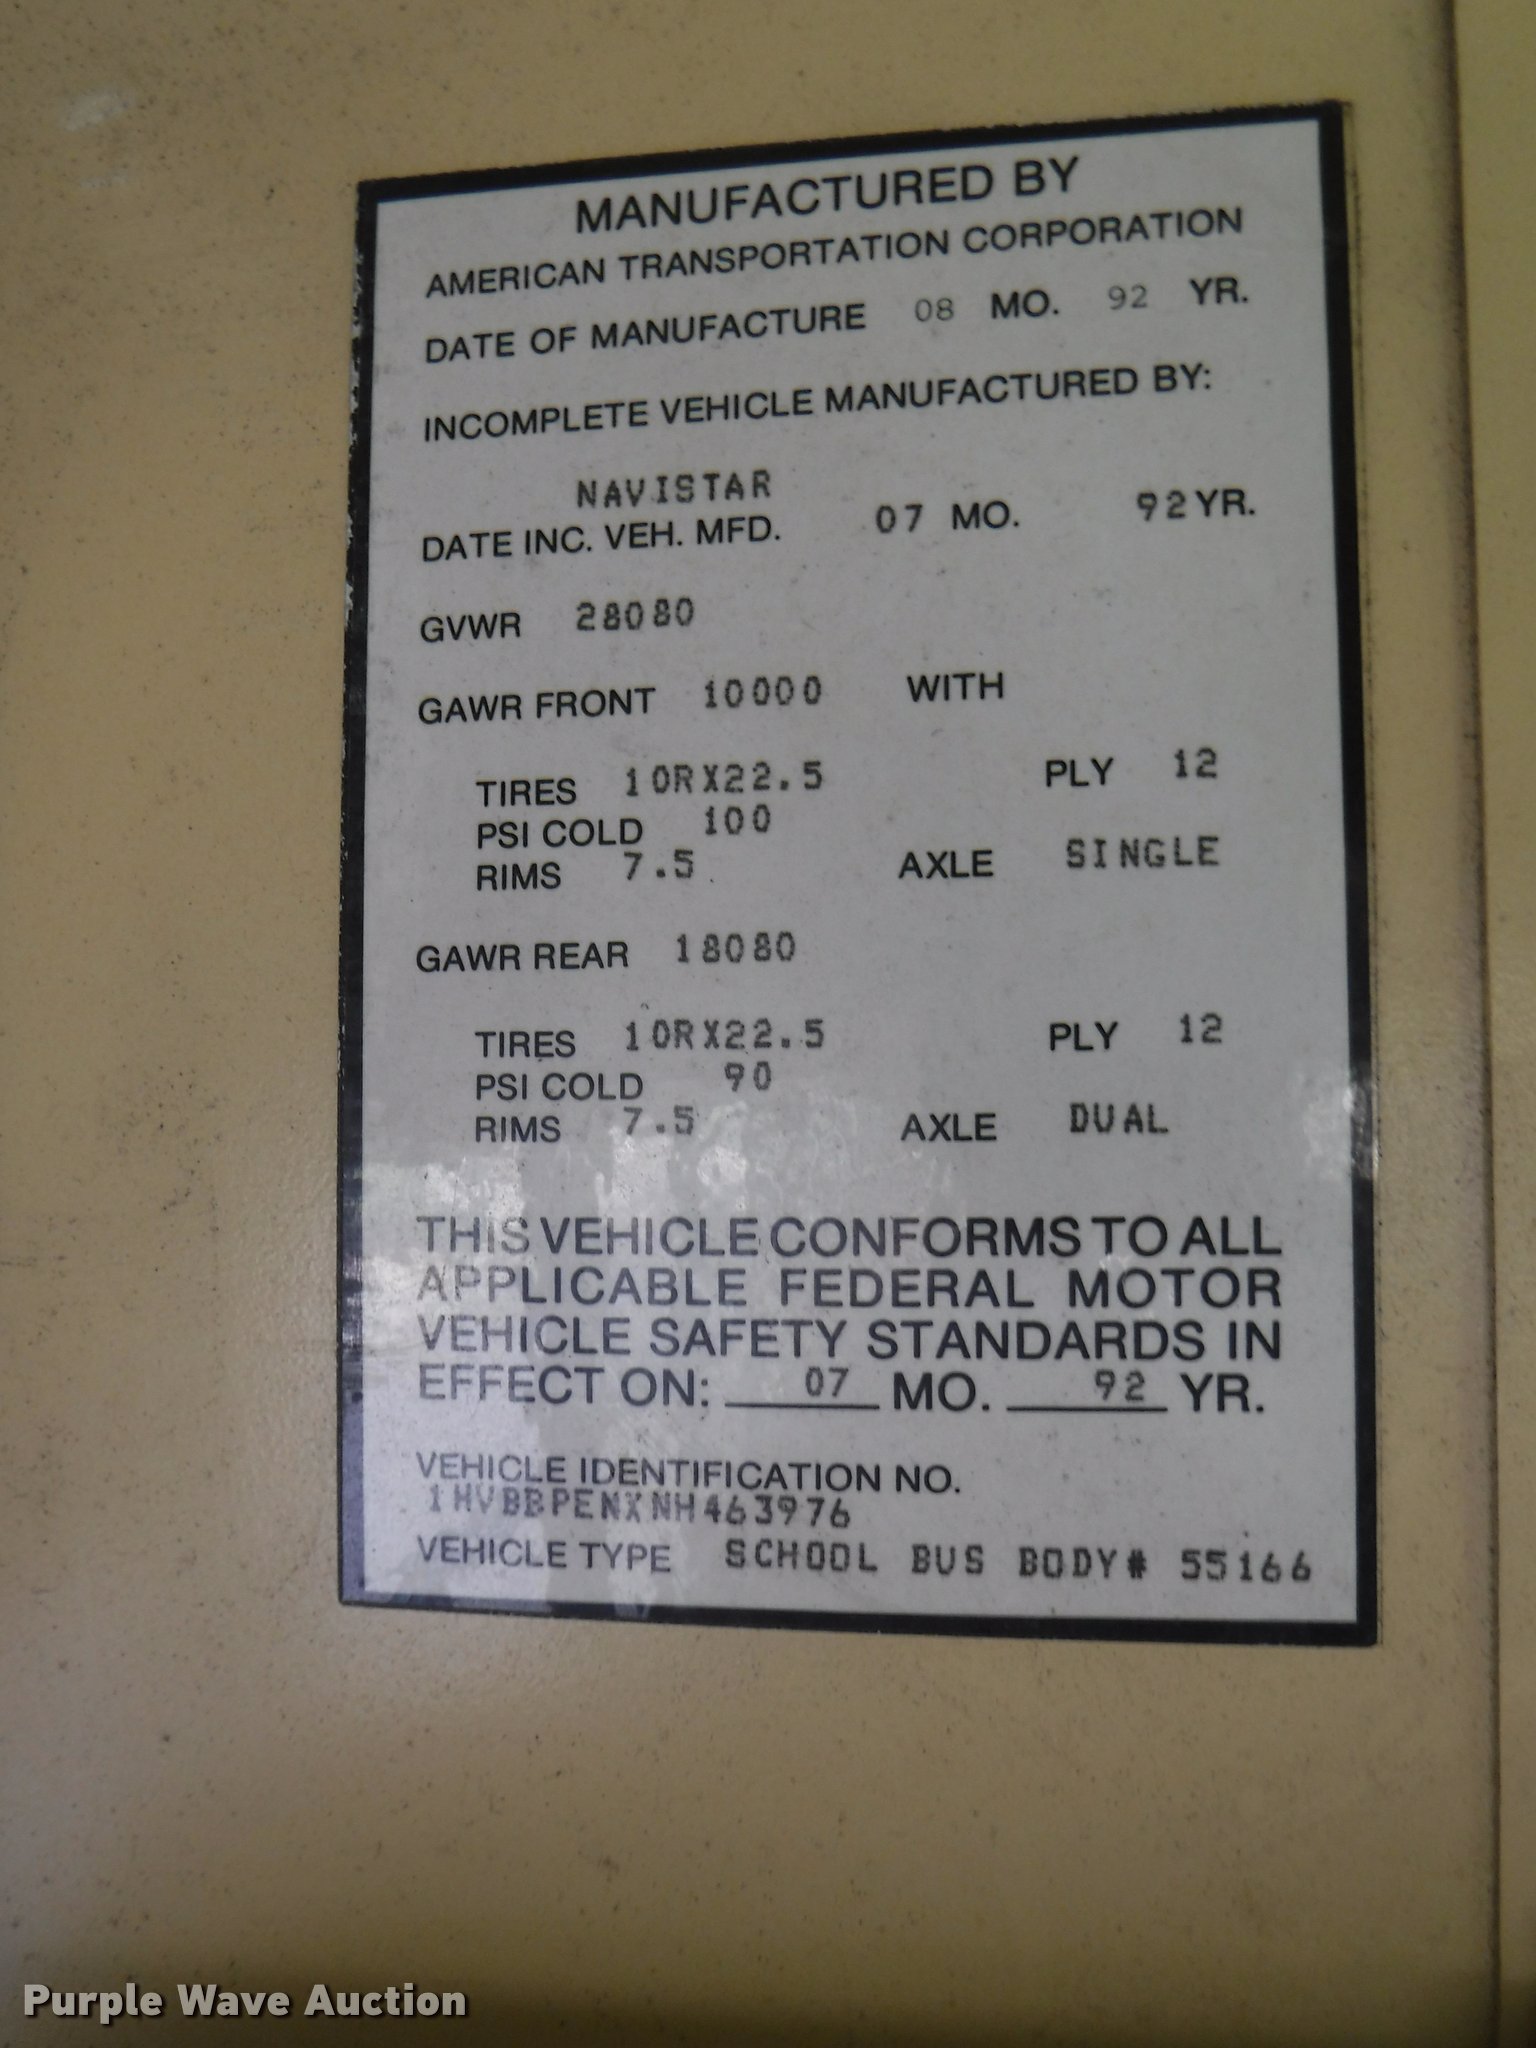 MANUFACTURED BY
AMERICAN TRANSPORTATION CORPORATION
DATE OF MANUFACTURE 08 MO. 92 YR.
INCOMPLETE VEHICLE MANUFACTURED BY:
NAVISTAR
DATE INC. VEH. MFD. 07 MO. 92 YR.
GVWR 28080
GAWR FRONT 10000 WITH
TIRES 10RX22.5 PLY 12
PSI COLD 100
RIMS 7.5 AXLE SINGLE
GAWR REAR 18080
TIRES 10RX22.5 PLY 12
PSI COLD 90
RIMS 7.5 AXLE DUAL
THIS VEHICLE CONFORMS TO ALL
APPLICABLE FEDERAL MOTOR
VEHICLE SAFETY STANDARDS IN
EFFECT ON: 07 MO. 92 YR.
VEHICLE IDENTIFICATION NO.
1HVBBPENXNH463976
VEHICLE TYPE SCHOOL BUS BODY# 55166
Purple Wave Auction